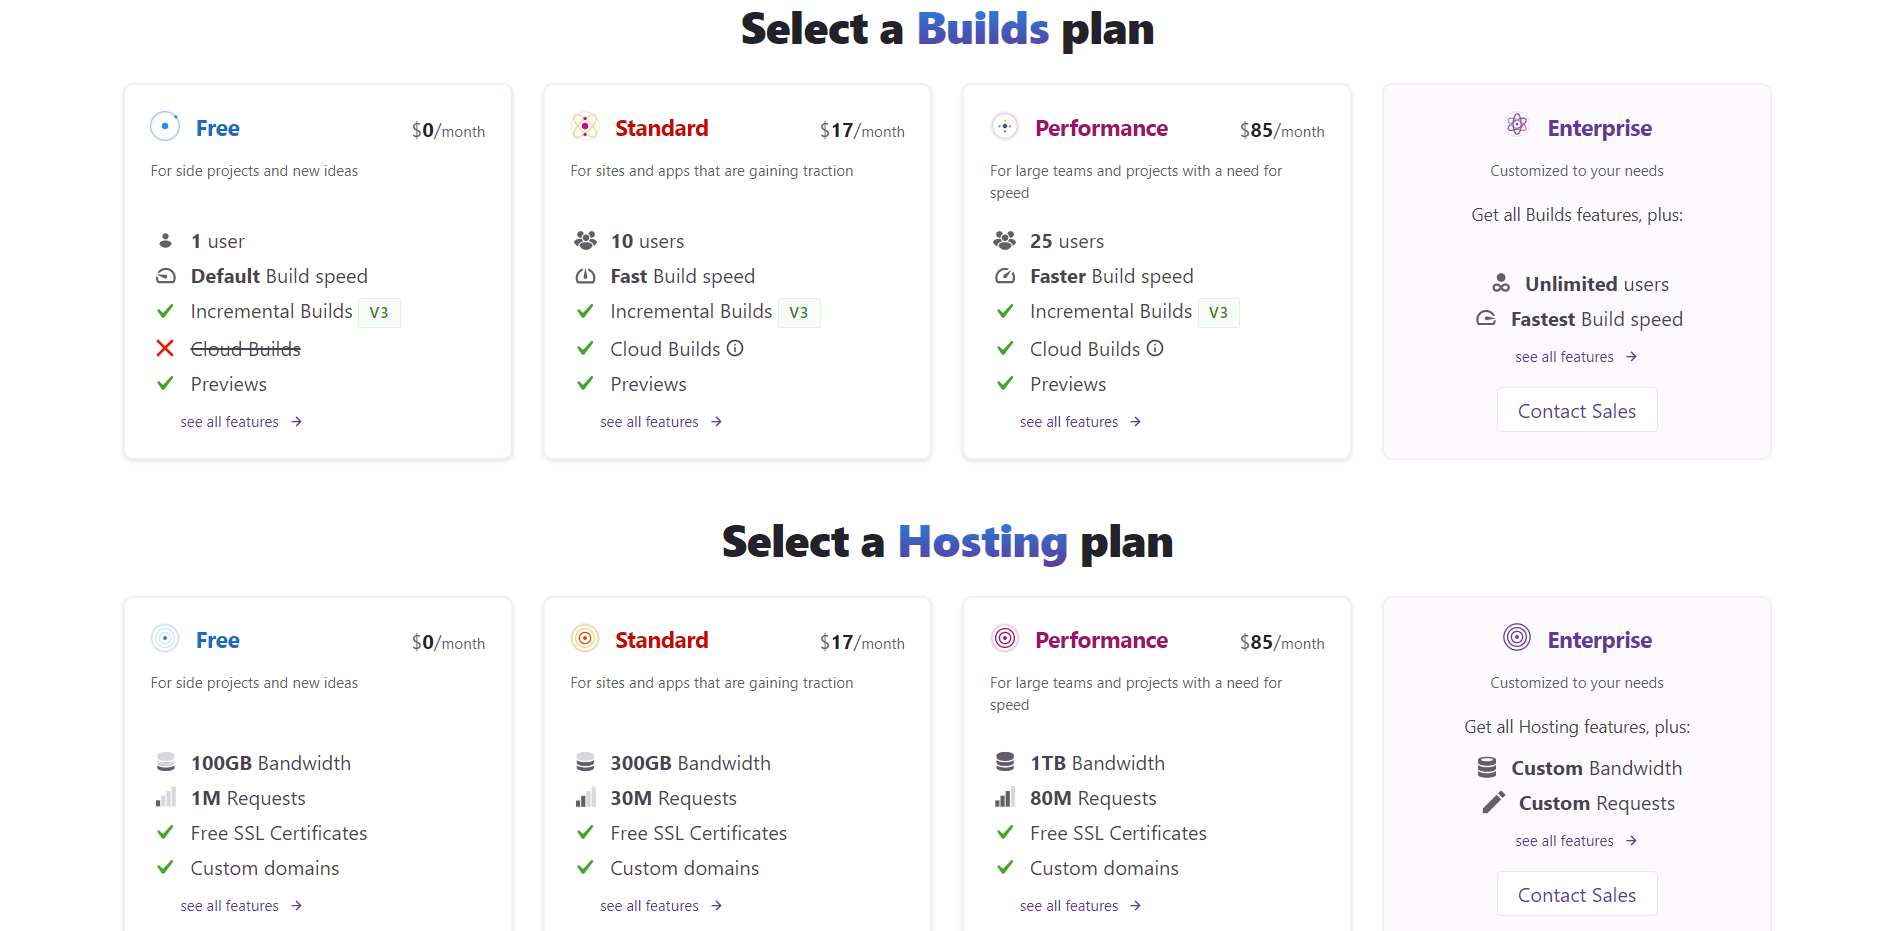 Select a Builds plan
Free $0/month
For side projects and new ideas
1 user
Default Build speed
Incremental Builds V3
Cloud Builds
Previews
see all features →
Standard $17/month
For sites and apps that are gaining traction
10 users
Fast Build speed
Incremental Builds V3
Cloud Builds
Previews
see all features →
Performance $85/month
For large teams and projects with a need for
speed
25 users
Faster Build speed
Incremental Builds V3
Cloud Builds
Previews
see all features →
Enterprise
Customized to your needs
Get all Builds features, plus:
Unlimited users
Fastest Build speed
see all features →
Contact Sales
Select a Hosting plan
Free $0/month
For side projects and new ideas
100GB Bandwidth
1M Requests
Free SSL Certificates
Custom domains
see all features →
Standard $17/month
For sites and apps that are gaining traction
300GB Bandwidth
30M Requests
Free SSL Certificates
Custom domains
see all features →
Performance $85/month
For large teams and projects with a need for
speed
1TB Bandwidth
80M Requests
Free SSL Certificates
Custom domains
see all features →
Enterprise
Customized to your needs
Get all Hosting features, plus:
Custom Bandwidth
Custom Requests
see all features →
Contact Sales